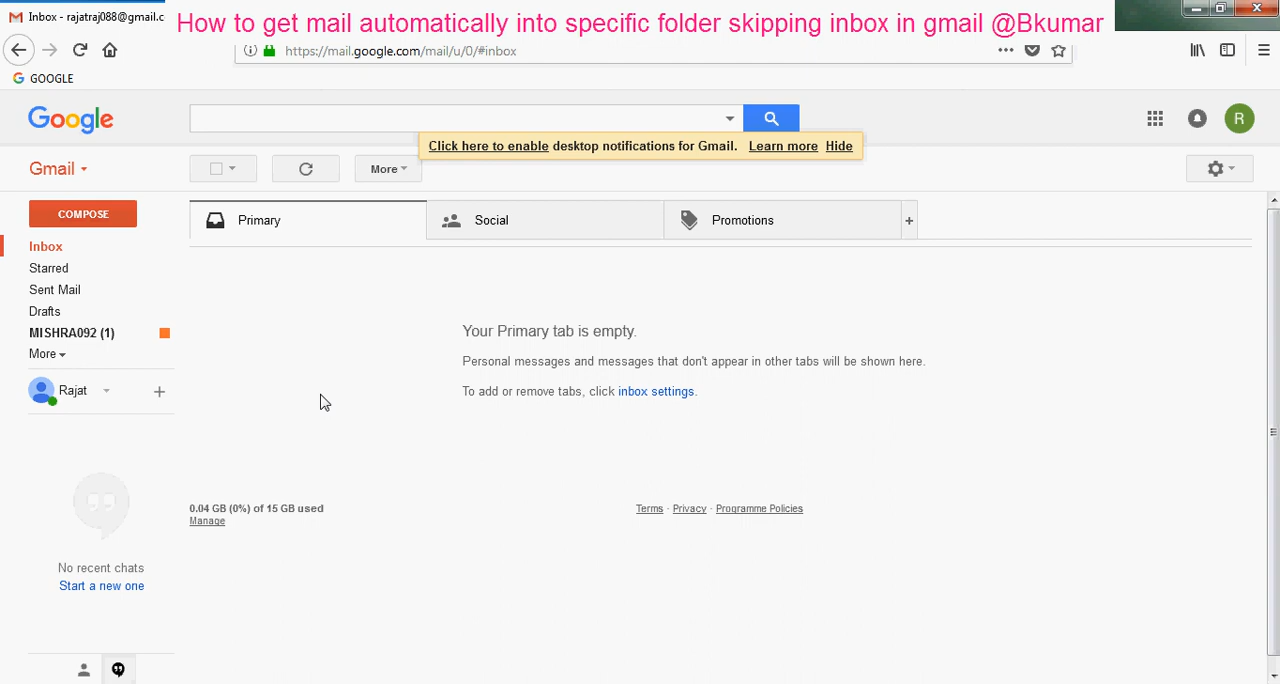 Inbox - rajatraj088@gmail.c
How to get mail automatically into specific folder skipping inbox in gmail @Bkumar
https://mail.google.com/mail/u/0/#inbox
GOOGLE
Google
Click here to enable desktop notifications for Gmail. Learn more Hide
R
Gmail
More
COMPOSE
Primary
Social
Promotions
+
Inbox
Starred
Sent Mail
Drafts
MISHRA092 (1)
More
Rajat
+
Your Primary tab is empty.
Personal messages and messages that don't appear in other tabs will be shown here.
To add or remove tabs, click inbox settings.
0.04 GB (0%) of 15 GB used
Manage
Terms · Privacy · Programme Policies
No recent chats
Start a new one